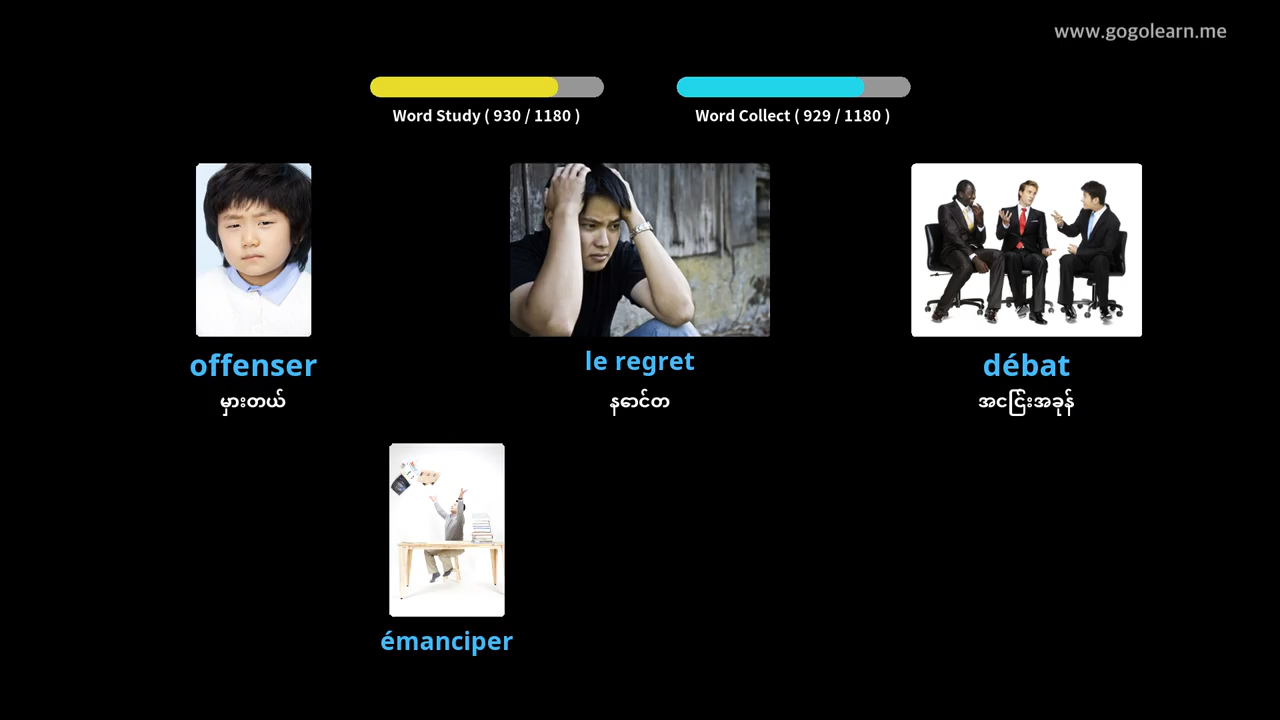 www.gogolearn.me
Word Study ( 930 / 1180 )
Word Collect ( 929 / 1180 )
offenser
le regret
débat
မှားတယ်
နောင်တ
အငြင်းအခုန်
émanciper